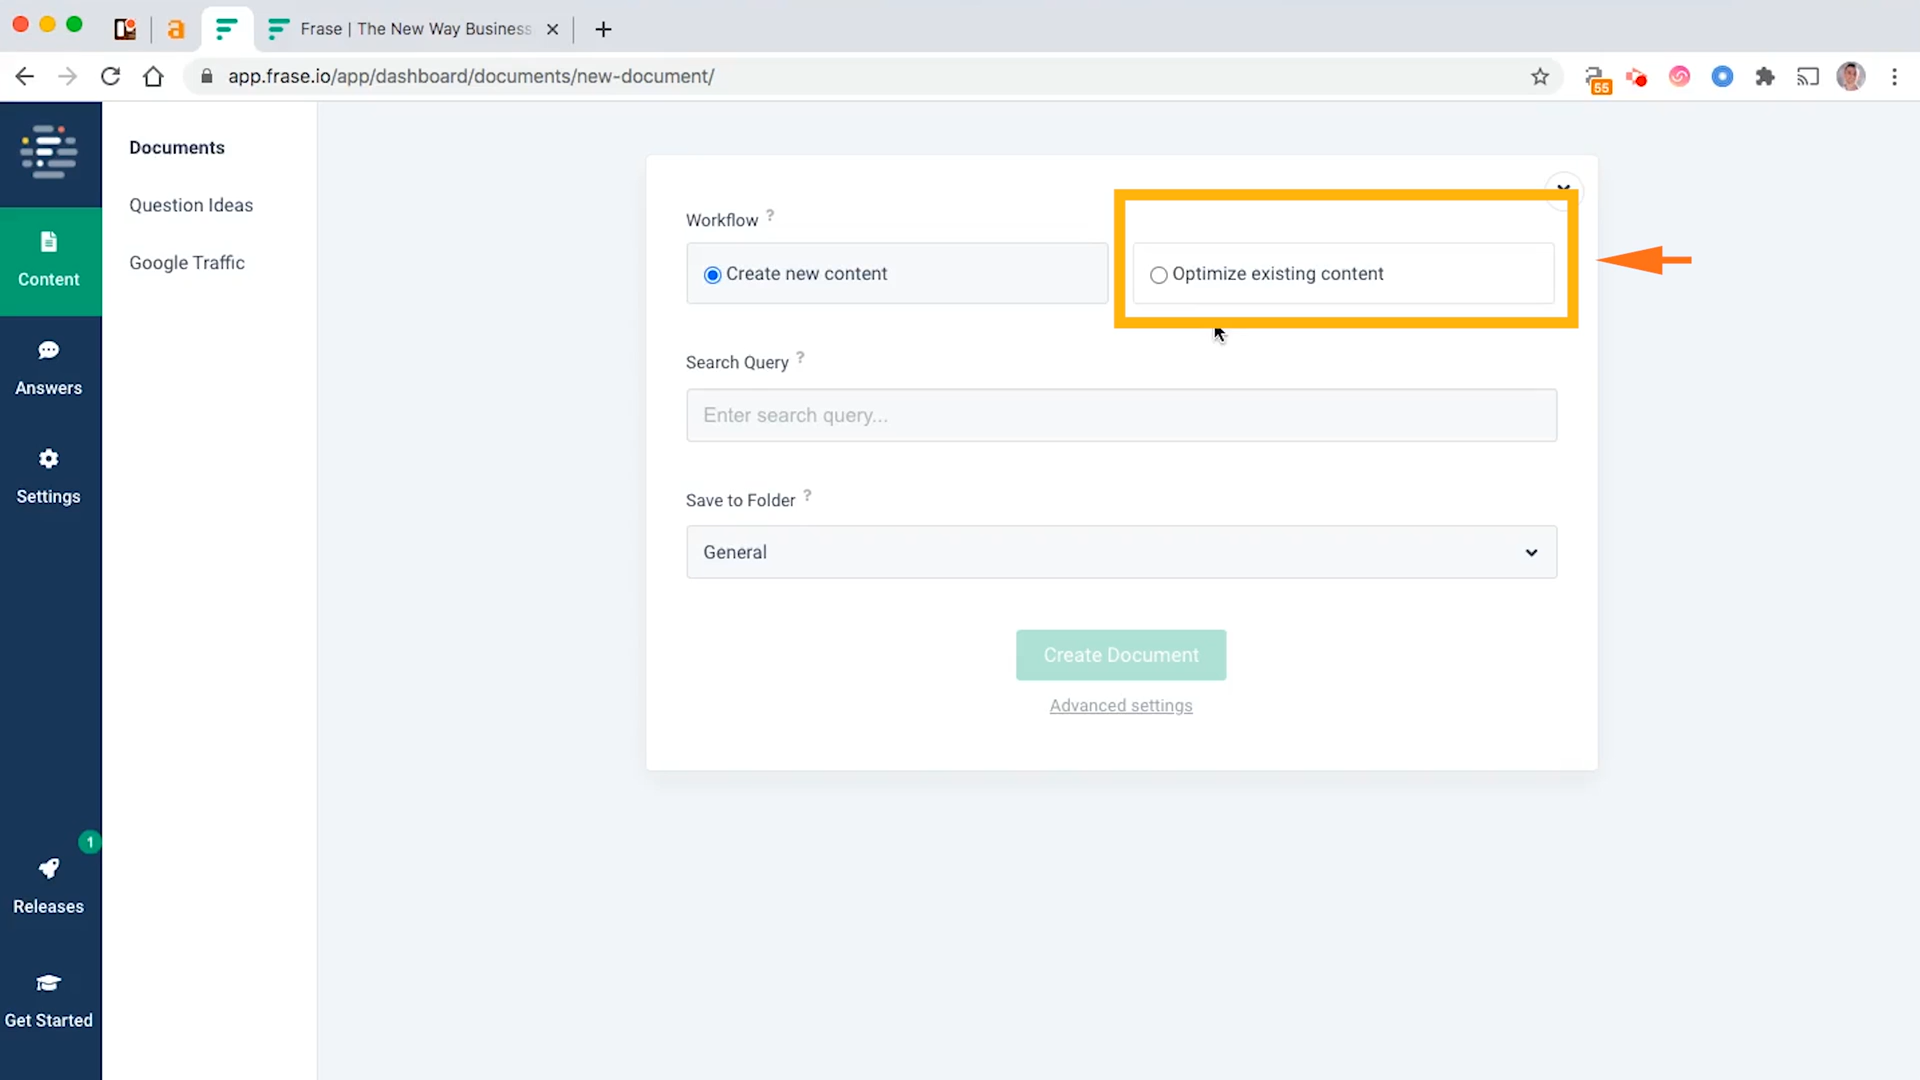 Frase | The New Way Business
app.frase.io/app/dashboard/documents/new-document/
55
Documents
Question Ideas
Google Traffic
Content
Answers
Settings
1
Releases
Get Started
Workflow ?
Create new content
Optimize existing content
Search Query ?
Enter search query...
Save to Folder ?
General
Create Document
Advanced settings